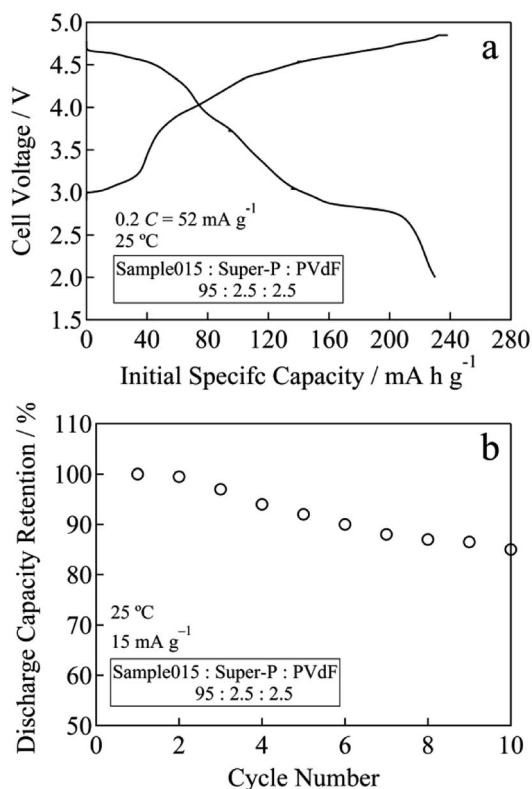 5.0
4.5
4.0
3.5
3.0
2.5
2.0
1.5
Cell Voltage / V
a
0.2 C = 52 mA g⁻¹
25 ºC
Sample015 : Super-P : PVdF
95 : 2.5 : 2.5
0 40 80 120 160 200 240 280
Initial Specifc Capacity / mA h g⁻¹
110
100
90
80
70
60
50
Discharge Capacity Retention / %
b
25 ºC
15 mA g⁻¹
Sample015 : Super-P : PVdF
95 : 2.5 : 2.5
0 2 4 6 8 10
Cycle Number